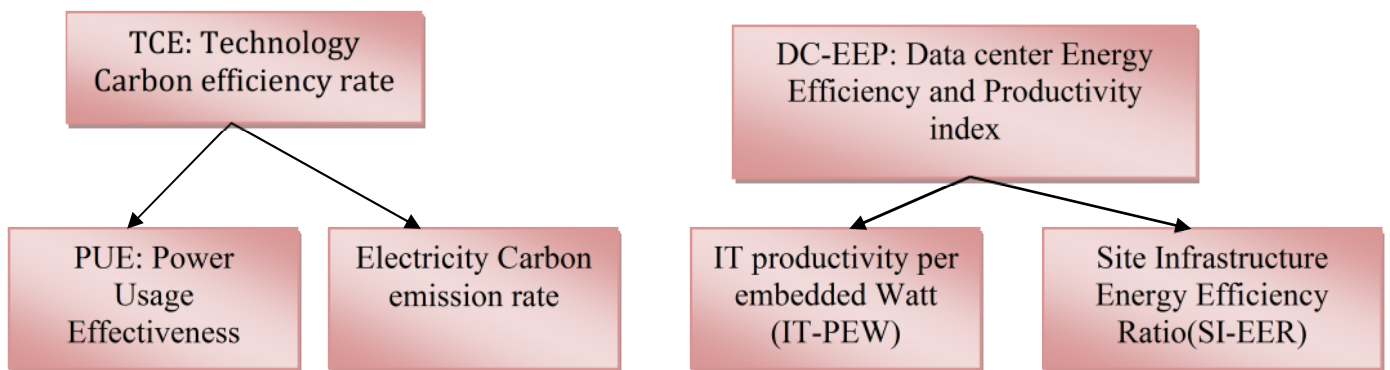 TCE: Technology
Carbon efficiency rate
DC-EEP: Data center Energy
Efficiency and Productivity
index
PUE: Power
Usage
Effectiveness
Electricity Carbon
emission rate
IT productivity per
embedded Watt
(IT-PEW)
Site Infrastructure
Energy Efficiency
Ratio(SI-EER)